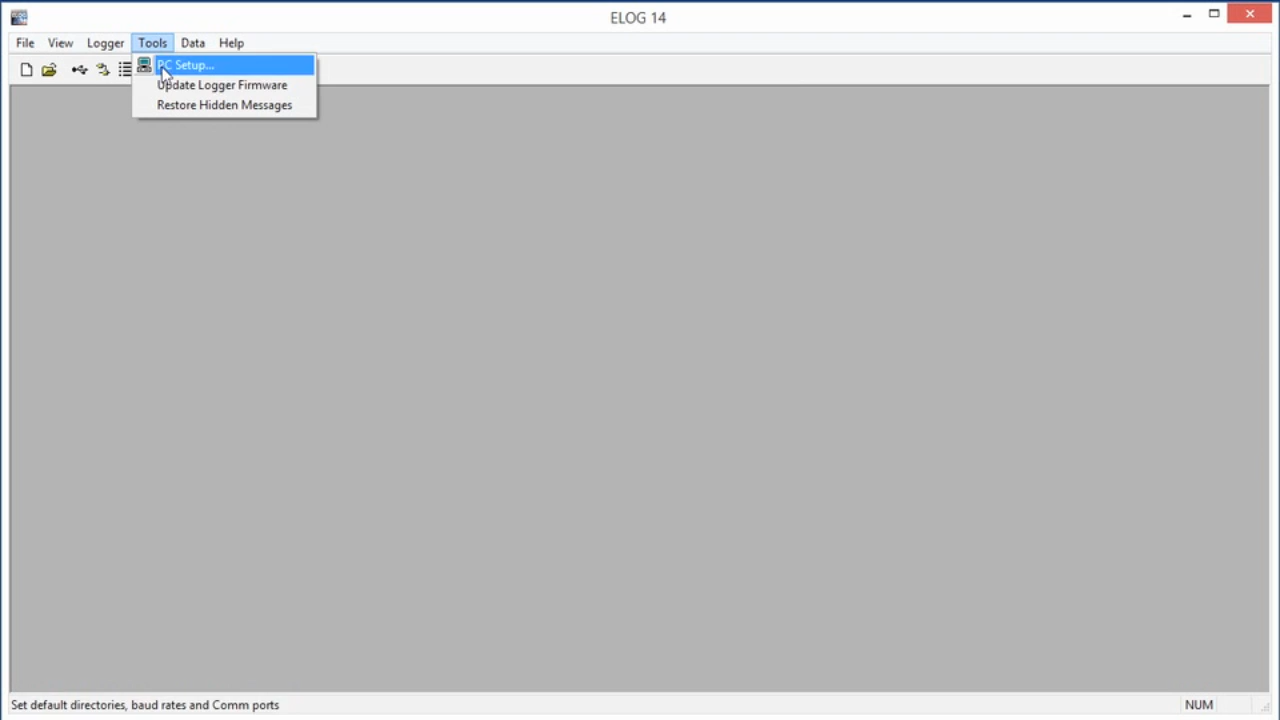 ELOG 14
File View Logger Tools Data Help
PC Setup...
Update Logger Firmware
Restore Hidden Messages
Set default directories, baud rates and Comm ports NUM